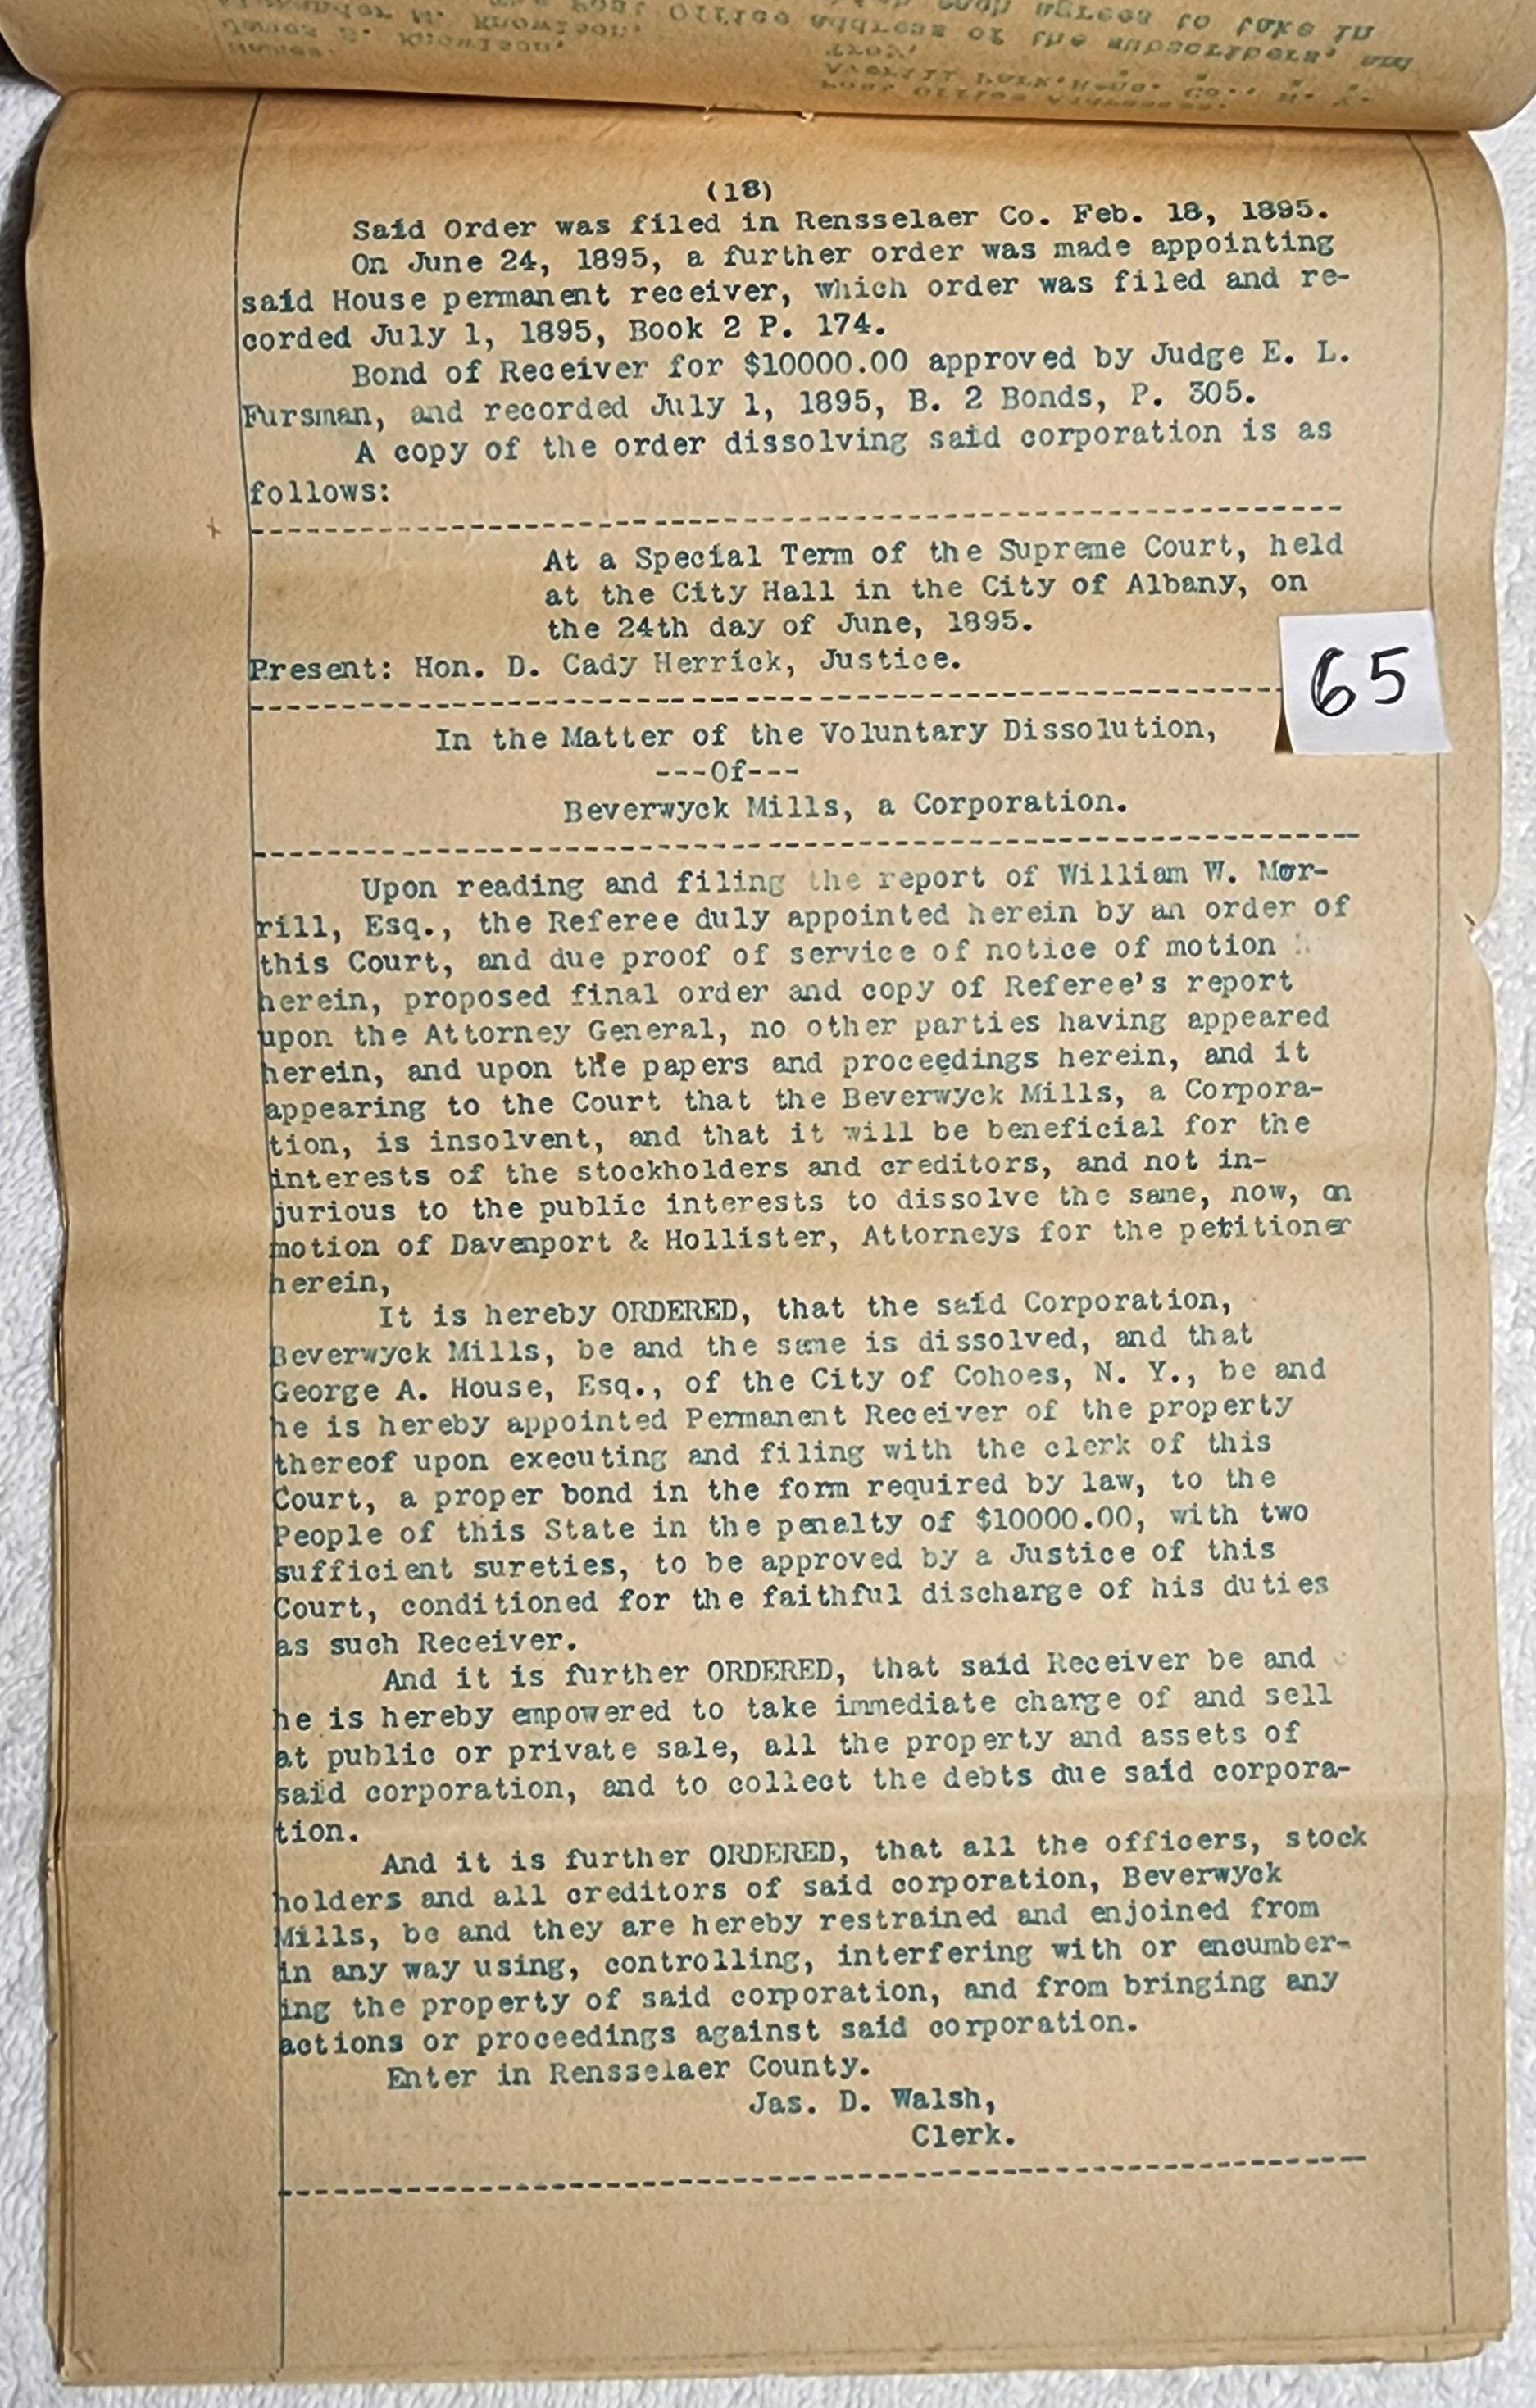 (18)
Said Order was filed in Rensselaer Co. Feb. 18, 1895.
On June 24, 1895, a further order was made appointing
said House permanent receiver, which order was filed and re-
corded July 1, 1895, Book 2 P. 174.
Bond of Receiver for $10000.00 approved by Judge E. L.
Fursman, and recorded July 1, 1895, B. 2 Bonds, P. 305.
A copy of the order dissolving said corporation is as
follows:
At a Special Term of the Supreme Court, held
at the City Hall in the City of Albany, on
the 24th day of June, 1895.
Present: Hon. D. Cady Herrick, Justice.
65
In the Matter of the Voluntary Dissolution,
---Of---
Beverwyck Mills, a Corporation.
Upon reading and filing the report of William W. Mor-
rill, Esq., the Referee duly appointed herein by an order of
this Court, and due proof of service of notice of motion
herein, proposed final order and copy of Referee's report
upon the Attorney General, no other parties having appeared
herein, and upon the papers and proceedings herein, and it
appearing to the Court that the Beverwyck Mills, a Corpora-
tion, is insolvent, and that it will be beneficial for the
interests of the stockholders and creditors, and not in-
jurious to the public interests to dissolve the same, now, on
motion of Davenport & Hollister, Attorneys for the petitioner
herein,
It is hereby ORDERED, that the said Corporation,
Beverwyck Mills, be and the same is dissolved, and that
George A. House, Esq., of the City of Cohoes, N. Y., be and
he is hereby appointed Permanent Receiver of the property
thereof upon executing and filing with the clerk of this
Court, a proper bond in the form required by law, to the
People of this State in the penalty of $10000.00, with two
sufficient sureties, to be approved by a Justice of this
Court, conditioned for the faithful discharge of his duties
as such Receiver.
And it is further ORDERED, that said Receiver be and
he is hereby empowered to take immediate charge of and sell
at public or private sale, all the property and assets of
said corporation, and to collect the debts due said corpora-
tion.
And it is further ORDERED, that all the officers, stock
holders and all creditors of said corporation, Beverwyck
Mills, be and they are hereby restrained and enjoined from
in any way using, controlling, interfering with or encumber-
ing the property of said corporation, and from bringing any
actions or proceedings against said corporation.
Enter in Rensselaer County.
Jas. D. Walsh,
Clerk.